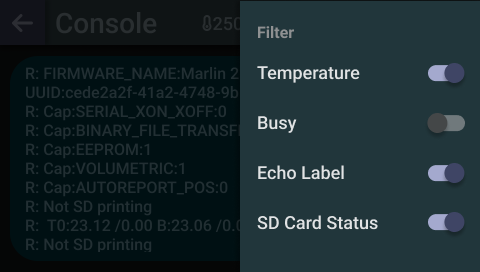 Console
250
Filter
R: FIRMWARE_NAME:Marlin 2
UUID:cede2a2f-41a2-4748-9b
R: Cap:SERIAL_XON_XOFF:0
R: Cap:BINARY_FILE_TRANSF
R: Cap:EEPROM:1
R: Cap:VOLUMETRIC:1
R: Cap:AUTOREPORT_POS:0
R: Not SD printing
R:  T0:23.12 /0.00 B:23.06 /0.0
R: Not SD printing
Temperature
Busy
Echo Label
SD Card Status